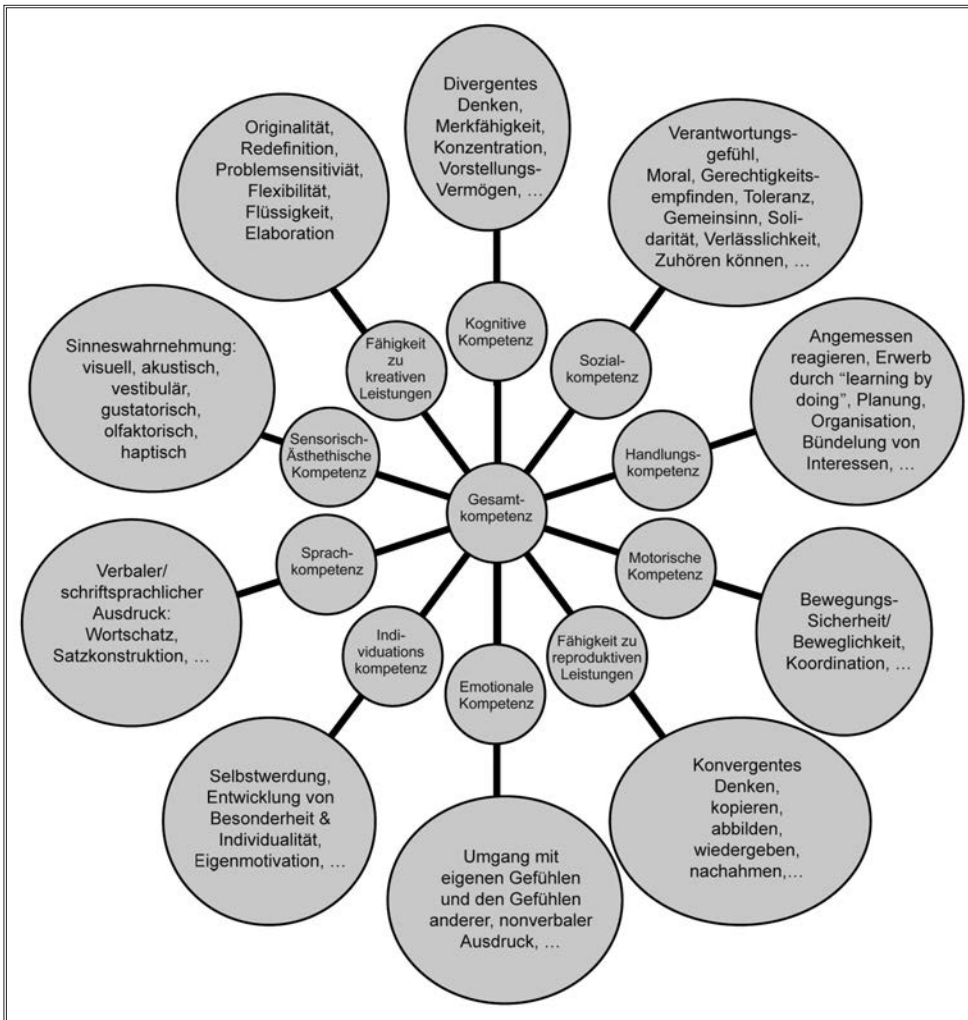 Divergentes
Denken,
Merkfähigkeit,
Konzentration,
Vorstellungs-
Vermögen, ...
Kognitive
Kompetenz
Verantwortungs-
gefühl,
Moral, Gerechtigkeits-
empfinden, Toleranz,
Gemeinsinn, Soli-
darität, Verlässlichkeit,
Zuhören können, ...
Sozial-
kompetenz
Angemessen
reagieren, Erwerb
durch “learning by
doing”, Planung,
Organisation,
Bündelung von
Interessen, ...
Handlungs-
kompetenz
Bewegungs-
Sicherheit/
Beweglichkeit,
Koordination, ...
Motorische
Kompetenz
Konvergentes
Denken,
kopieren,
abbilden,
wiedergeben,
nachahmen,...
Fähigkeit zu
reproduktiven
Leistungen
Umgang mit
eigenen Gefühlen
und den Gefühlen
anderer, nonverbaler
Ausdruck, ...
Emotionale
Kompetenz
Selbstwerdung,
Entwicklung von
Besonderheit &
Individualität,
Eigenmotivation, ...
Indi-
viduations
kompetenz
Verbaler/
schriftsprachlicher
Ausdruck:
Wortschatz,
Satzkonstruktion, ...
Sprach-
kompetenz
Sinneswahrnehmung:
visuell, akustisch,
vestibulär,
gustatorisch,
olfaktorisch,
haptisch
Sensorisch-
Ästhethische
Kompetenz
Originalität,
Redefinition,
Problemsensitiviät,
Flexibilität,
Flüssigkeit,
Elaboration
Fähigkeit
zu
kreativen
Leistungen
Gesamt-
kompetenz